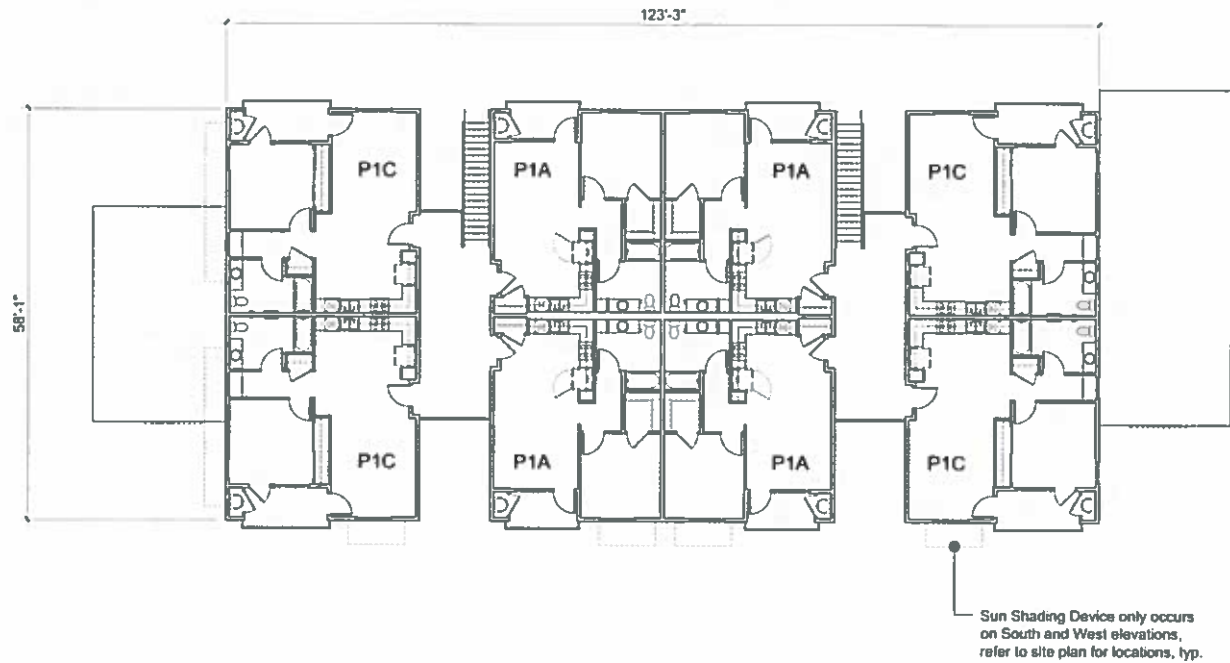 123'-3"
58'-1"
P1C
P1A
P1A
P1C
P1C
P1A
P1A
P1C
Sun Shading Device only occurs
on South and West elevations,
refer to site plan for locations, typ.